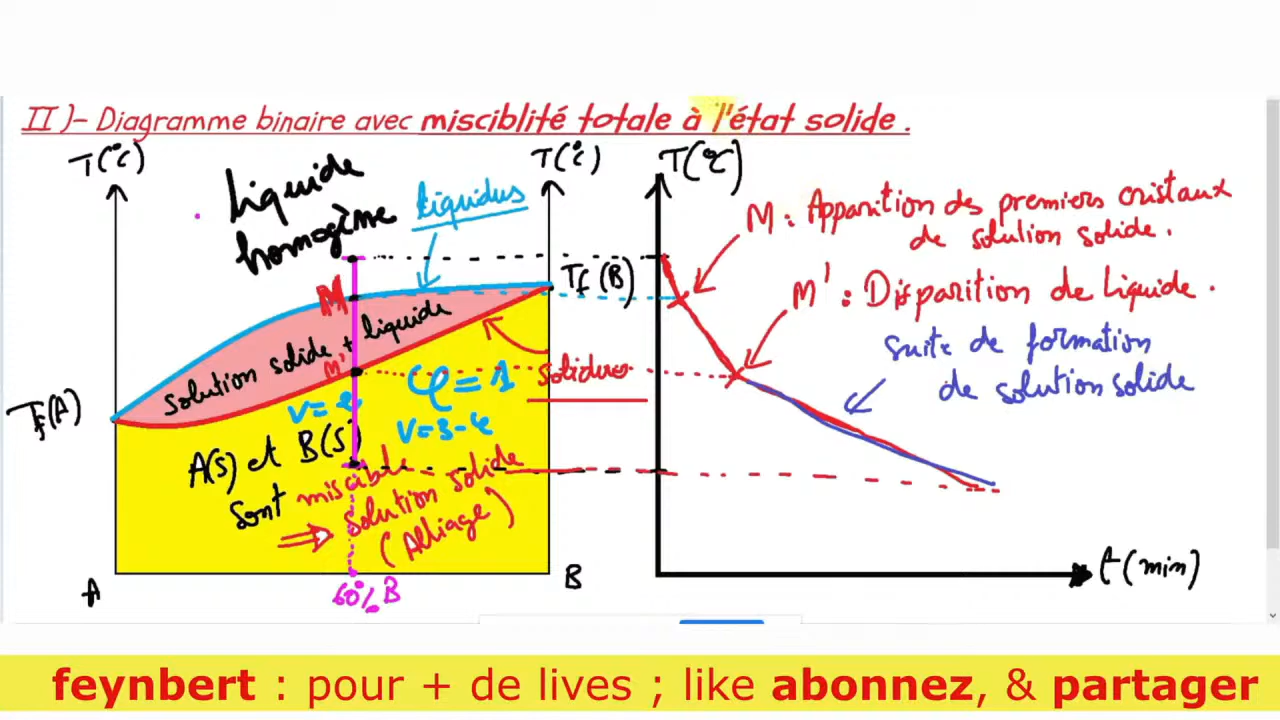 II)- Diagramme binaire avec misciblité totale à l'état solide .
T(°C)
T(°C)
T(°C)
Liquide
homogène
liquidus
M : Apparition des premiers cristaux
de solution solide .
Tf (B)
M
M' : Disparition de liquide .
solution solide + liquide
suite de formation
de solution solide
M'
solidus
φ = 1
Tf(A)
V=2
V=3-φ
A(s) et B(s)
sont miscible
⇒ solution solide
(Alliage)
A
60% B
B
t (min)
feynbert : pour + de lives ; like abonnez, & partager